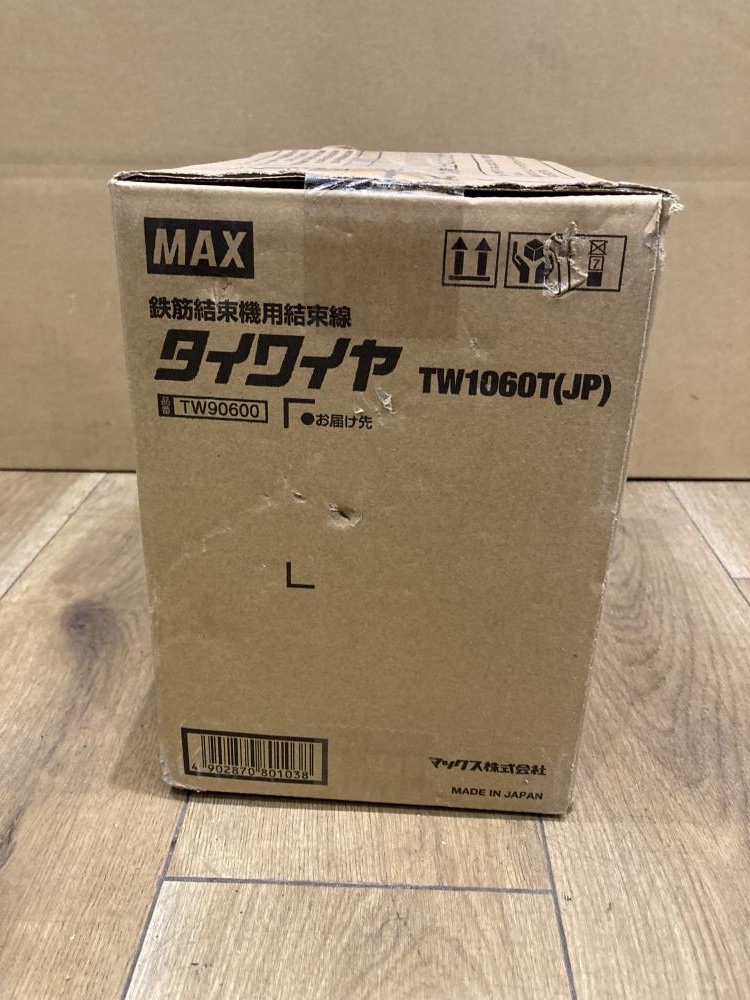 MAX
7
鉄筋結束機用結束線
タイワイヤ TW1060T(JP)
品番 TW90600
●お届け先
4 902870 801038
マックス株式会社
MADE IN JAPAN